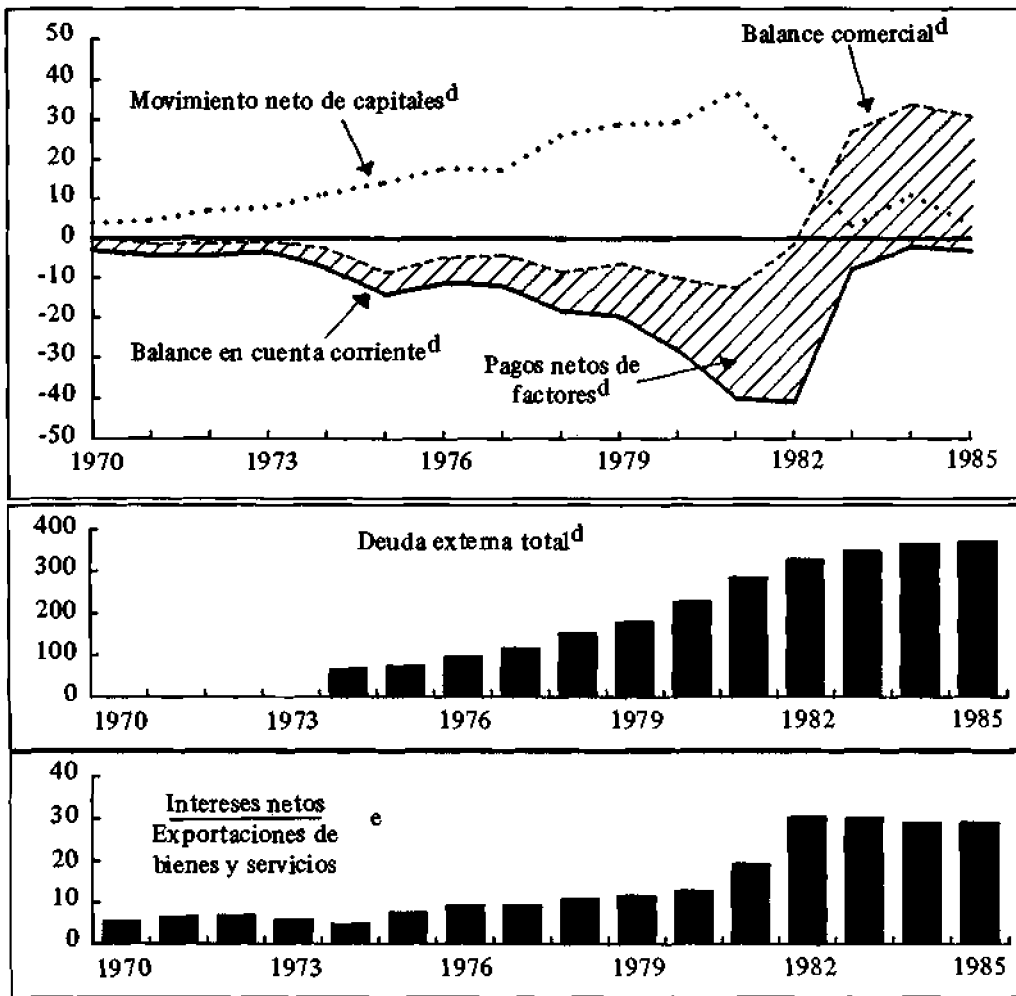 50
40
30
20
10
0
-10
-20
-30
-40
-50
Balance comercial d
Movimiento neto de capitales d
Balance en cuenta corriente d
Pagos netos de
factores d
1970 1973 1976 1979 1982 1985
400
300
200
100
0
Deuda externa total d
1970 1973 1976 1979 1982 1985
40
30
20
10
0
Intereses netos
e
Exportaciones de
bienes y servicios
1970 1973 1976 1979 1982 1985